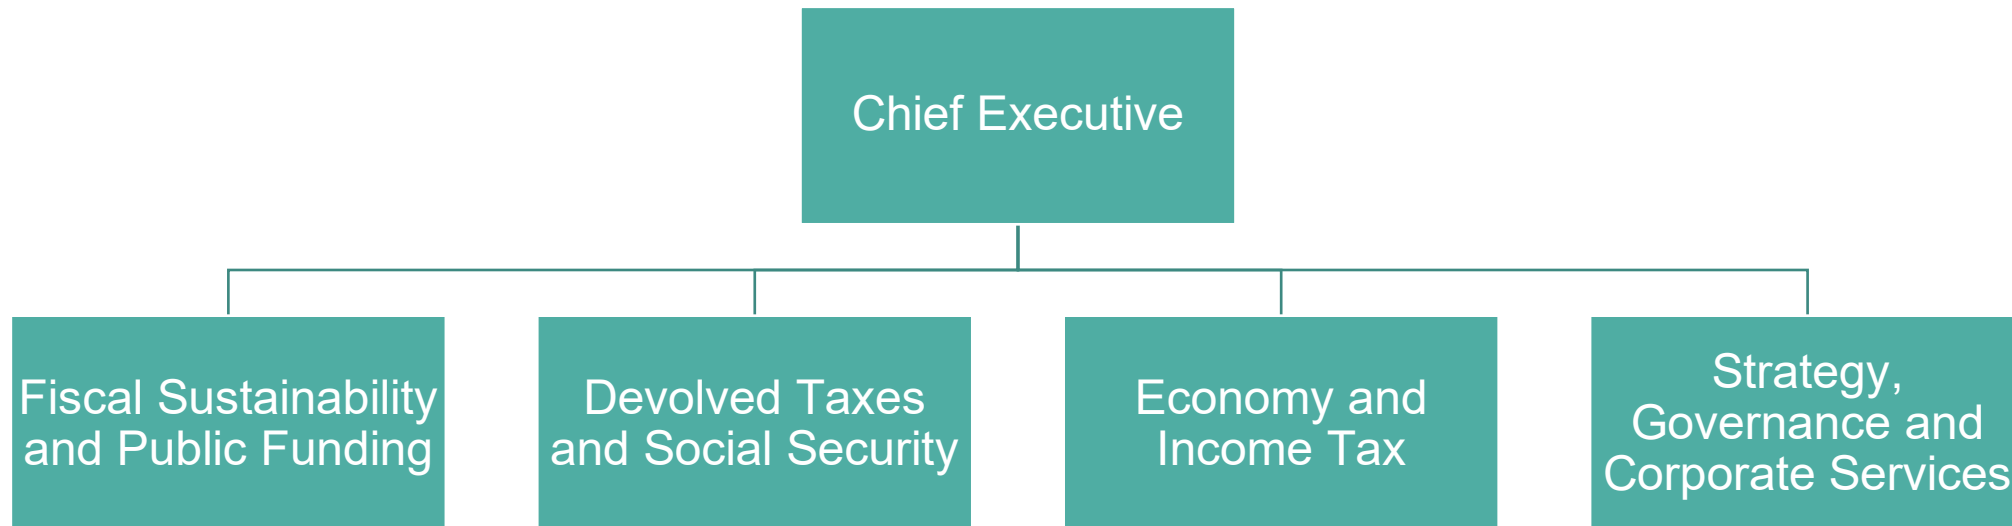 Chief Executive
Fiscal Sustainability
and Public Funding
Devolved Taxes
and Social Security
Economy and
Income Tax
Strategy,
Governance and
Corporate Services